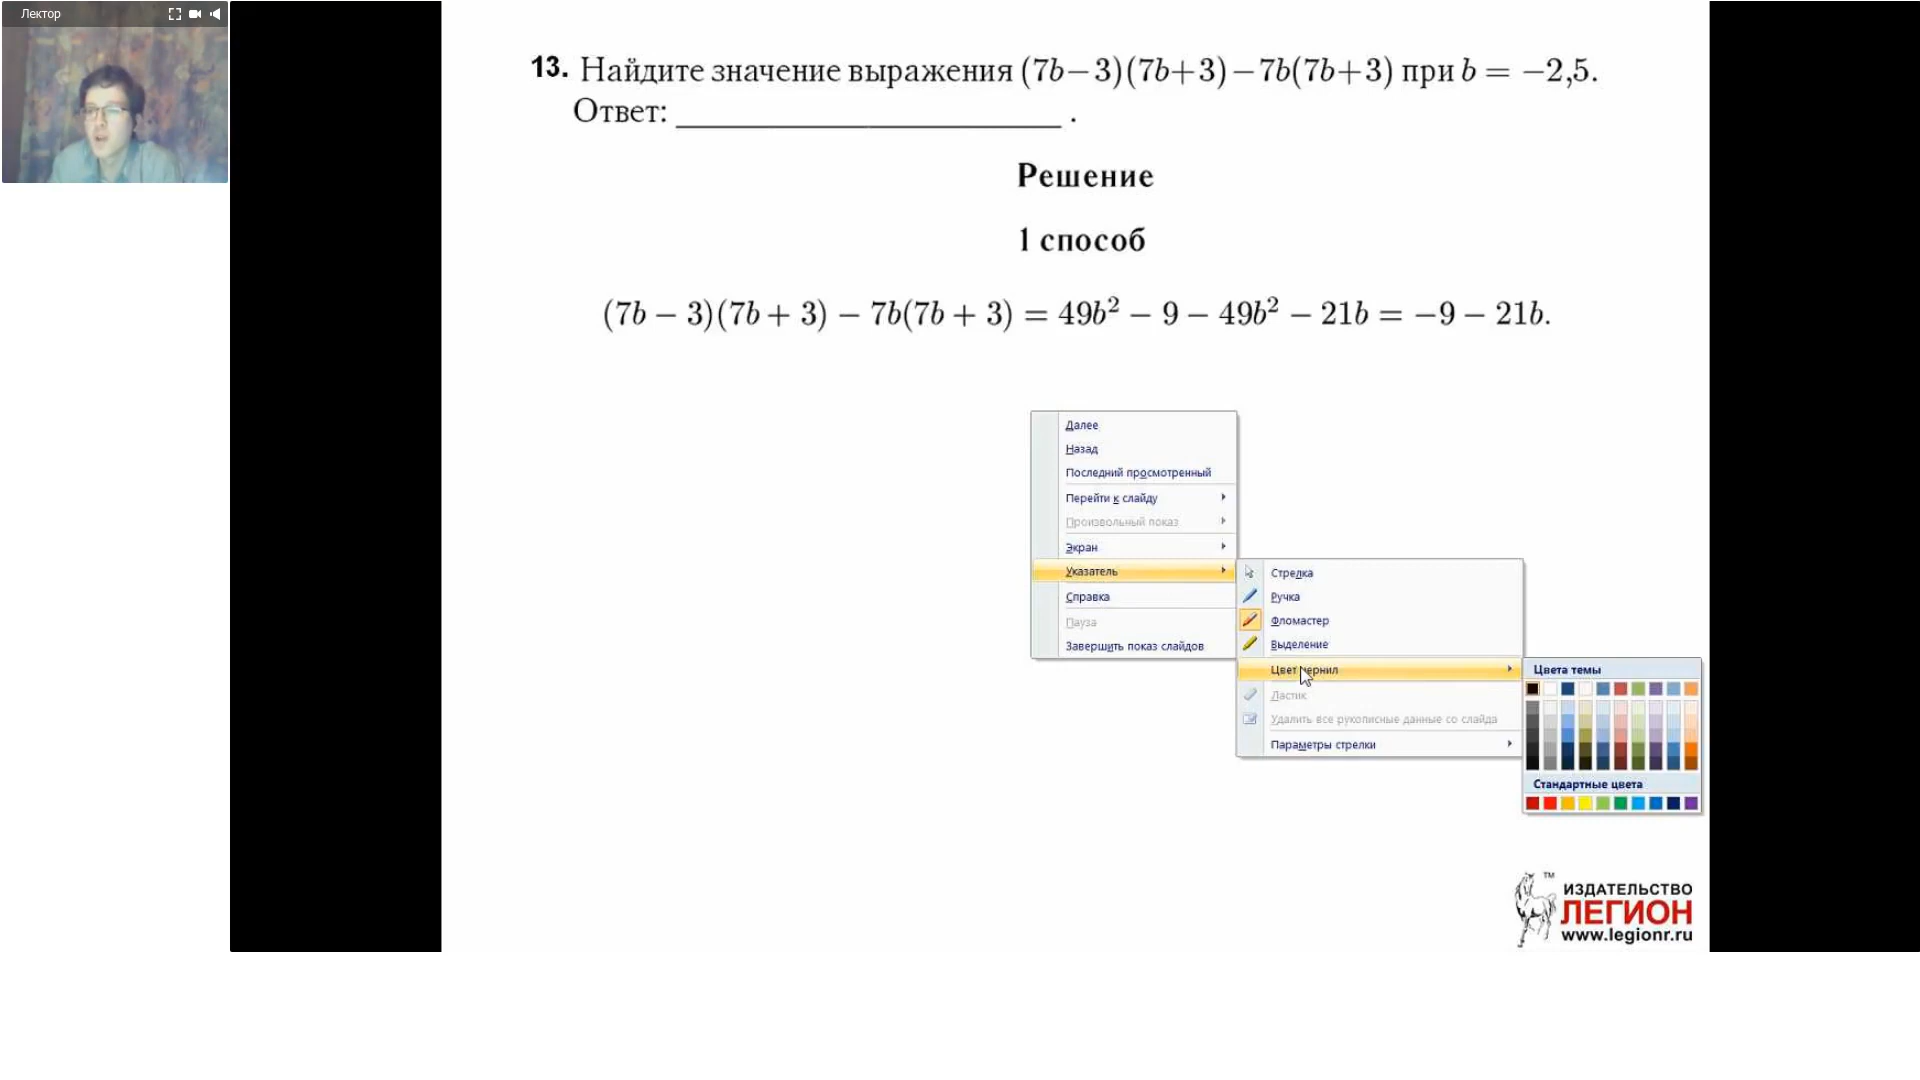 Лектор
13. Найдите значение выражения (7b−3)(7b+3)−7b(7b+3) при b = −2,5.
Ответ: ________________________ .
Решение
1 способ
(7b − 3)(7b + 3) − 7b(7b + 3) = 49b² − 9 − 49b² − 21b = −9 − 21b.
Далее
Назад
Последний просмотренный
Перейти к слайду
Произвольный показ
Экран
Указатель
Справка
Пауза
Завершить показ слайдов
Стрелка
Ручка
Фломастер
Выделение
Цвет чернил
Ластик
Удалить все рукописные данные со слайда
Параметры стрелки
Цвета темы
Стандартные цвета
TM
ИЗДАТЕЛЬСТВО
ЛЕГИОН
www.legionr.ru